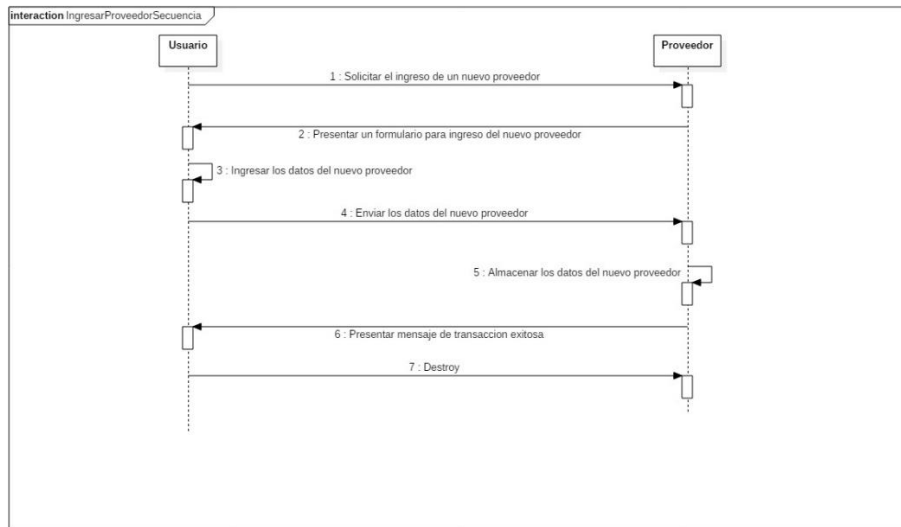 interaction IngresarProveedorSecuencia
Usuario
Proveedor
1 : Solicitar el ingreso de un nuevo proveedor
2 : Presentar un formulario para ingreso del nuevo proveedor
3 : Ingresar los datos del nuevo proveedor
4 : Enviar los datos del nuevo proveedor
5 : Almacenar los datos del nuevo proveedor
6 : Presentar mensaje de transaccion exitosa
7 : Destroy